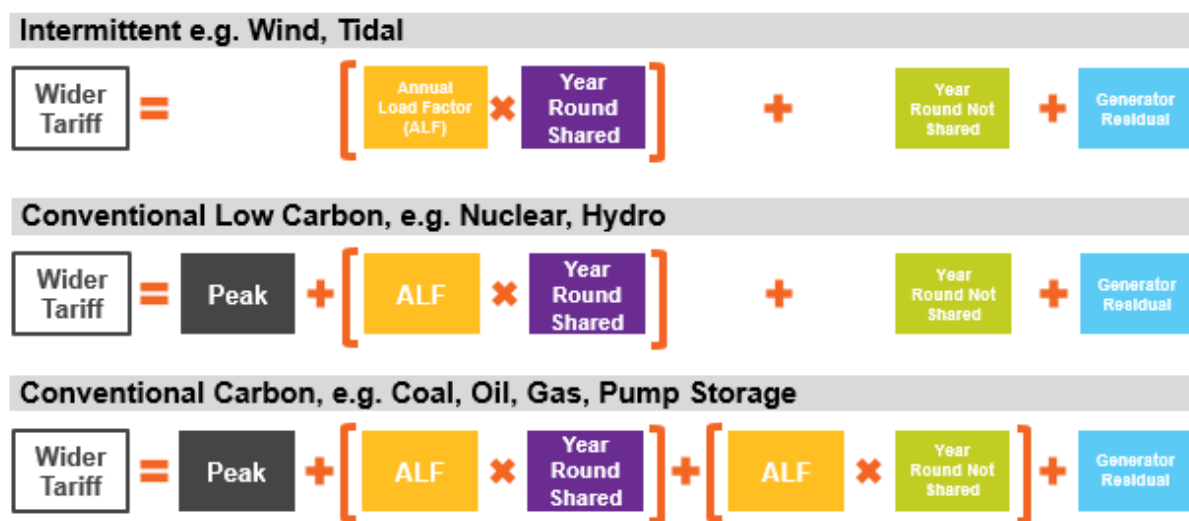 Intermittent e.g. Wind, Tidal
Wider
Tariff
=
[
Annual
Load Factor
(ALF)
×
Year
Round
Shared
]
+
Year
Round Not
Shared
+
Generator
Residual
Conventional Low Carbon, e.g. Nuclear, Hydro
Wider
Tariff
=
Peak
+
[
ALF
×
Year
Round
Shared
]
+
Year
Round Not
Shared
+
Generator
Residual
Conventional Carbon, e.g. Coal, Oil, Gas, Pump Storage
Wider
Tariff
=
Peak
+
[
ALF
×
Year
Round
Shared
]
+
[
ALF
×
Year
Round Not
Shared
]
+
Generator
Residual